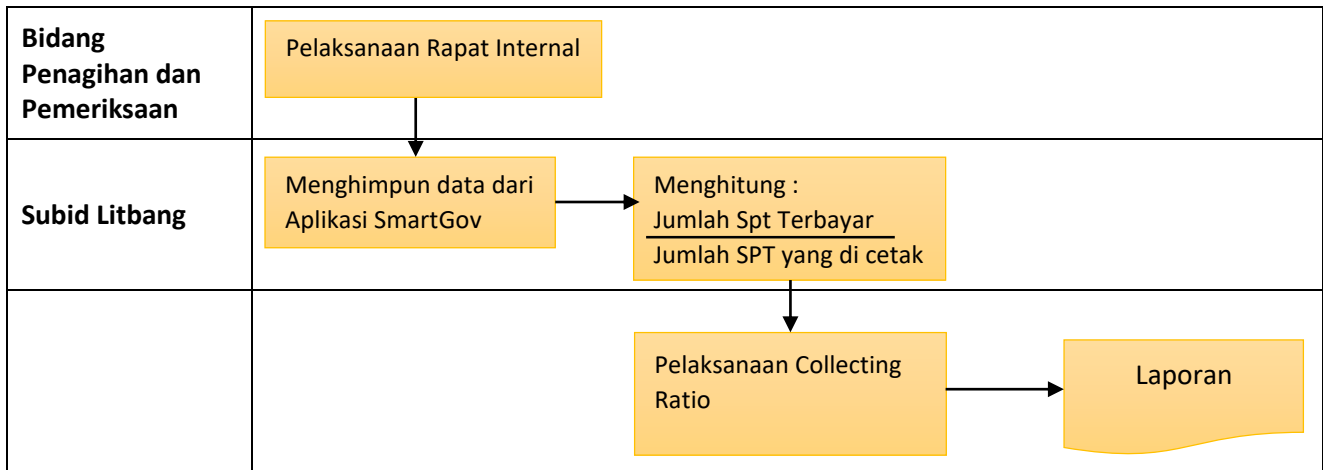 Bidang
Penagihan dan
Pemeriksaan
Pelaksanaan Rapat Internal
Subid Litbang
Menghimpun data dari
Aplikasi SmartGov
Menghitung :
Jumlah Spt Terbayar
Jumlah SPT yang di cetak
Pelaksanaan Collecting
Ratio
Laporan